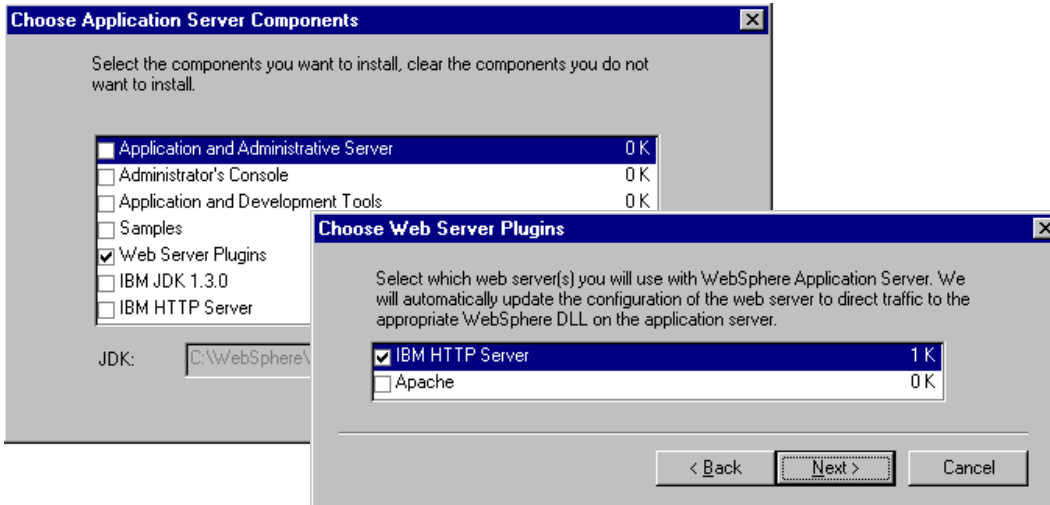 Choose Application Server Components
Select the components you want to install, clear the components you do not
want to install.
Application and Administrative Server 0 K
Administrator's Console 0 K
Application and Development Tools 0 K
Samples
Web Server Plugins
IBM JDK 1.3.0
IBM HTTP Server
JDK: C:\WebSphere\
Choose Web Server Plugins
Select which web server(s) you will use with WebSphere Application Server. We
will automatically update the configuration of the web server to direct traffic to the
appropriate WebSphere DLL on the application server.
IBM HTTP Server 1 K
Apache 0 K
< Back Next > Cancel